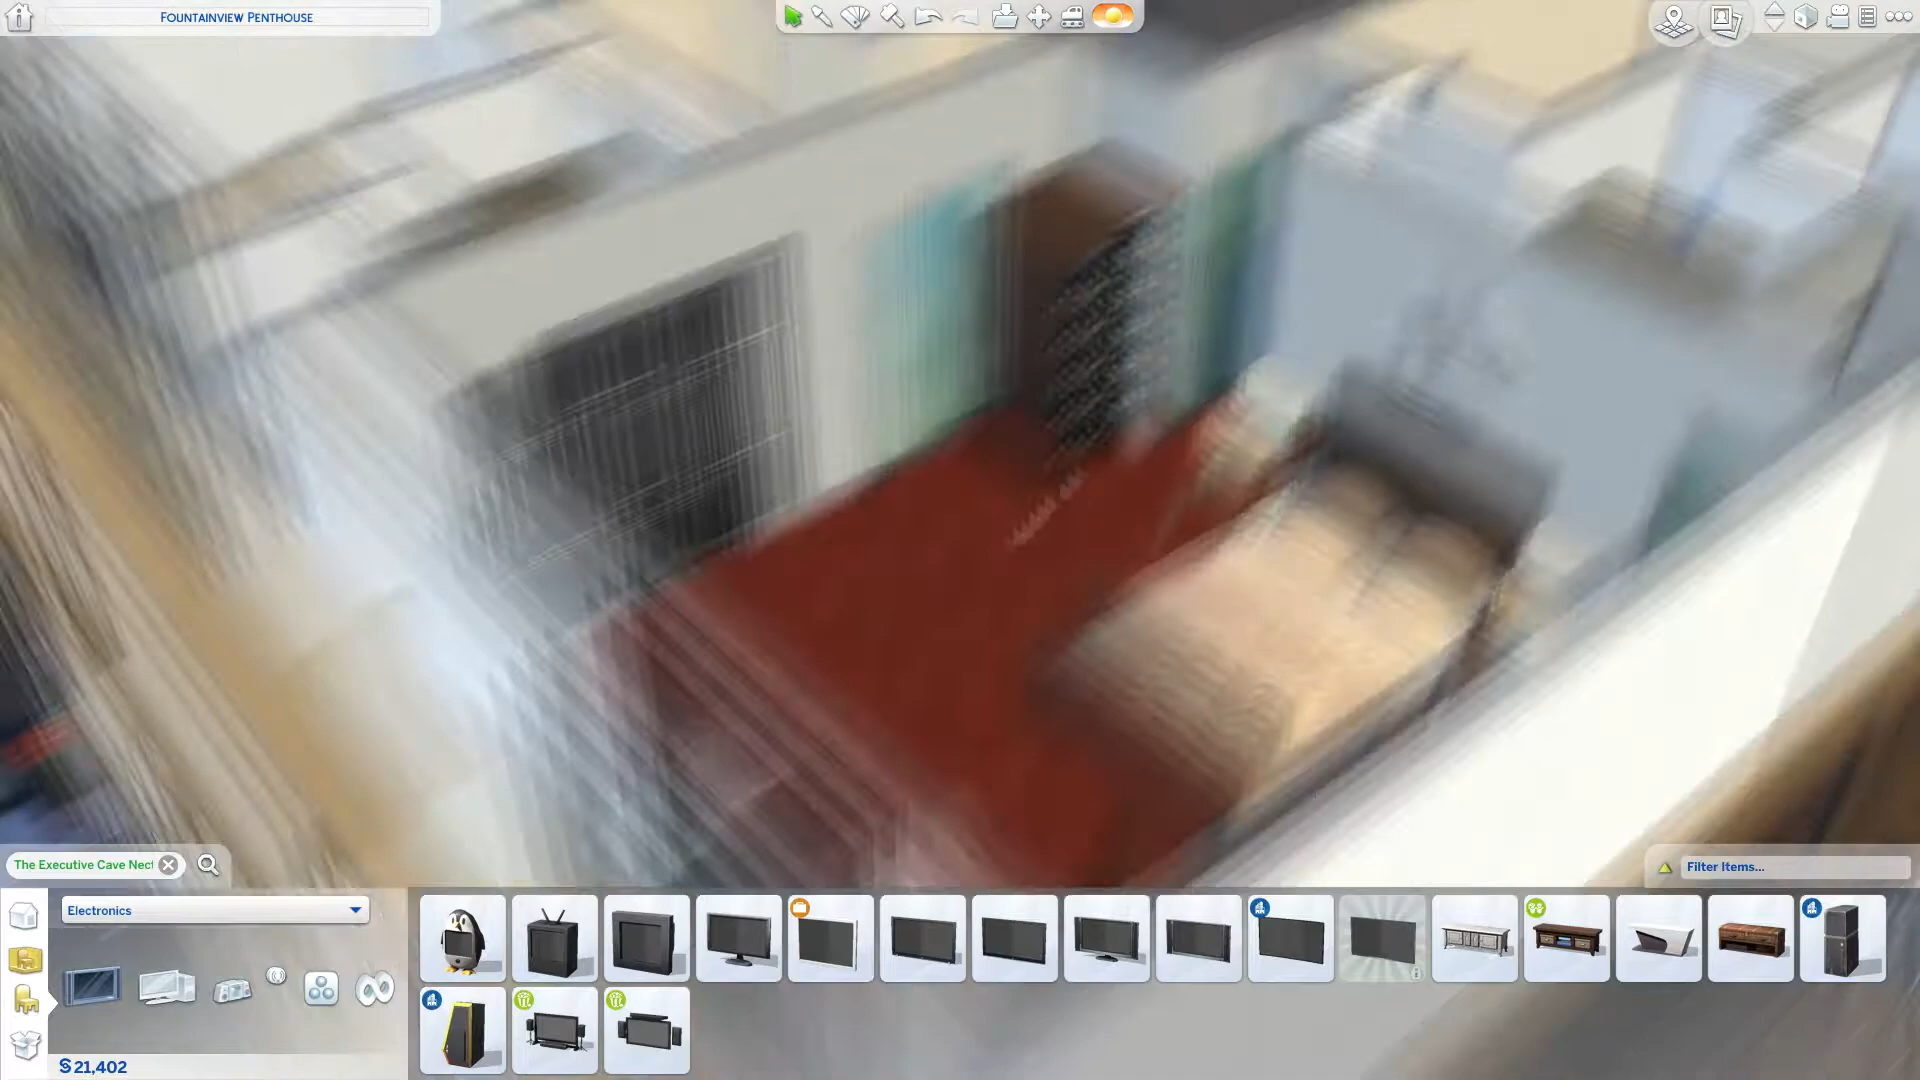 Fountainview Penthouse
The Executive Cave Nect
Filter Items...
Electronics
§21,402